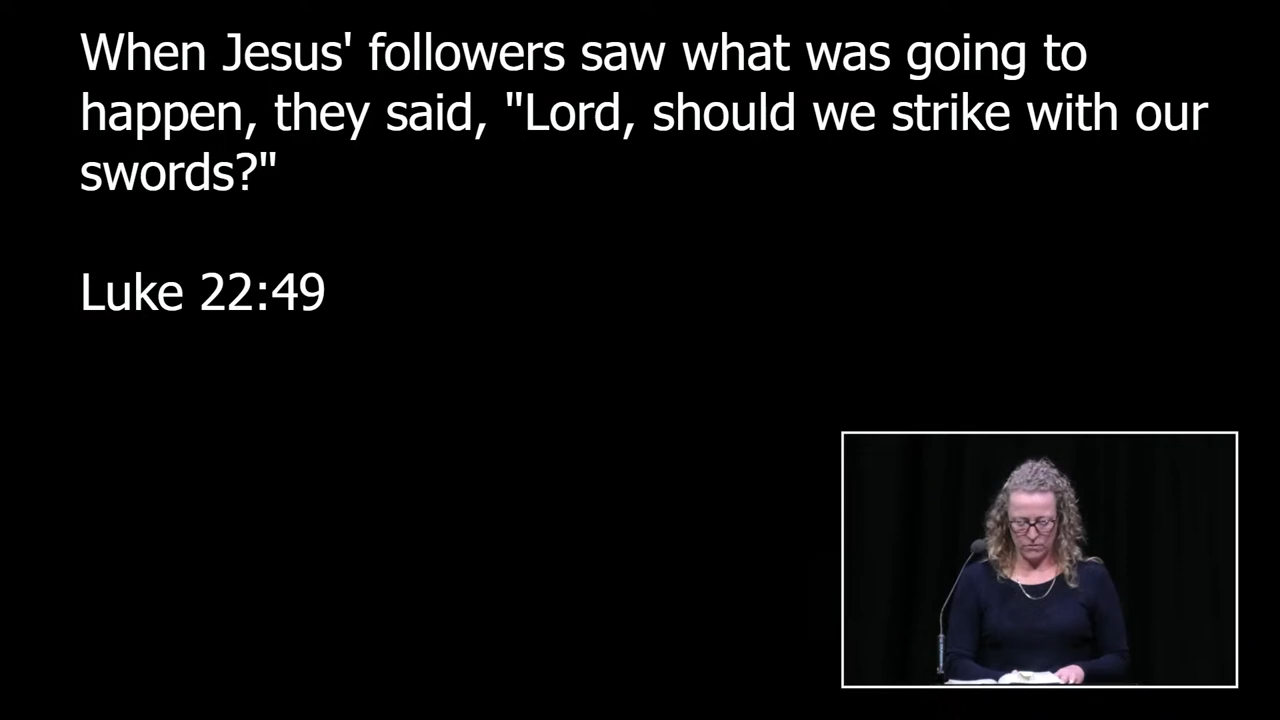 When Jesus' followers saw what was going to
happen, they said, "Lord, should we strike with our
swords?"
Luke 22:49